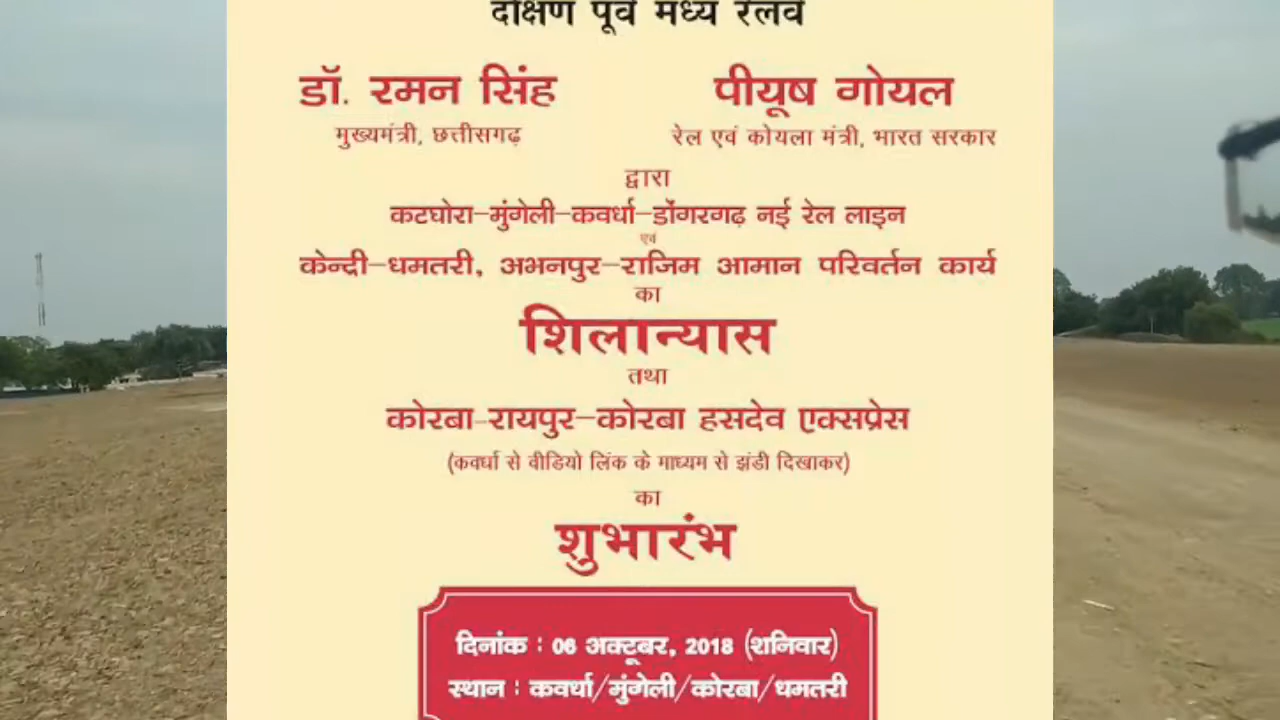 दक्षिण पूर्व मध्य रेलवे
डॉ. रमन सिंह
मुख्यमंत्री, छत्तीसगढ़
पीयूष गोयल
रेल एवं कोयला मंत्री, भारत सरकार
द्वारा
कटघोरा-मुंगेली-कवर्धा-डोंगरगढ़ नई रेल लाइन
एवं
केन्द्री-धमतरी, अभनपुर-राजिम आमान परिवर्तन कार्य
का
शिलान्यास
तथा
कोरबा-रायपुर-कोरबा हसदेव एक्सप्रेस
(कवर्धा से वीडियो लिंक के माध्यम से झंडी दिखाकर)
का
शुभारंभ
दिनांक : 06 अक्टूबर, 2018 (शनिवार)
स्थान : कवर्धा/मुंगेली/कोरबा/धमतरी